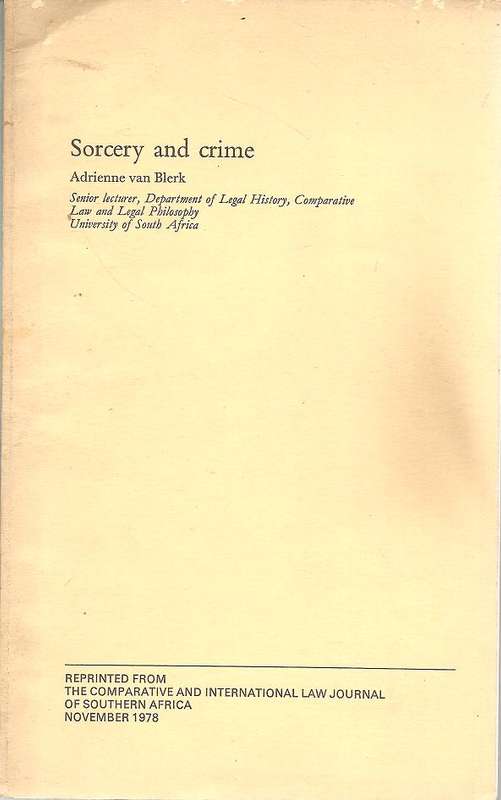 Sorcery and crime
Adrienne van Blerk
Senior lecturer, Department of Legal History, Comparative
Law and Legal Philosophy
University of South Africa
REPRINTED FROM
THE COMPARATIVE AND INTERNATIONAL LAW JOURNAL
OF SOUTHERN AFRICA
NOVEMBER 1978